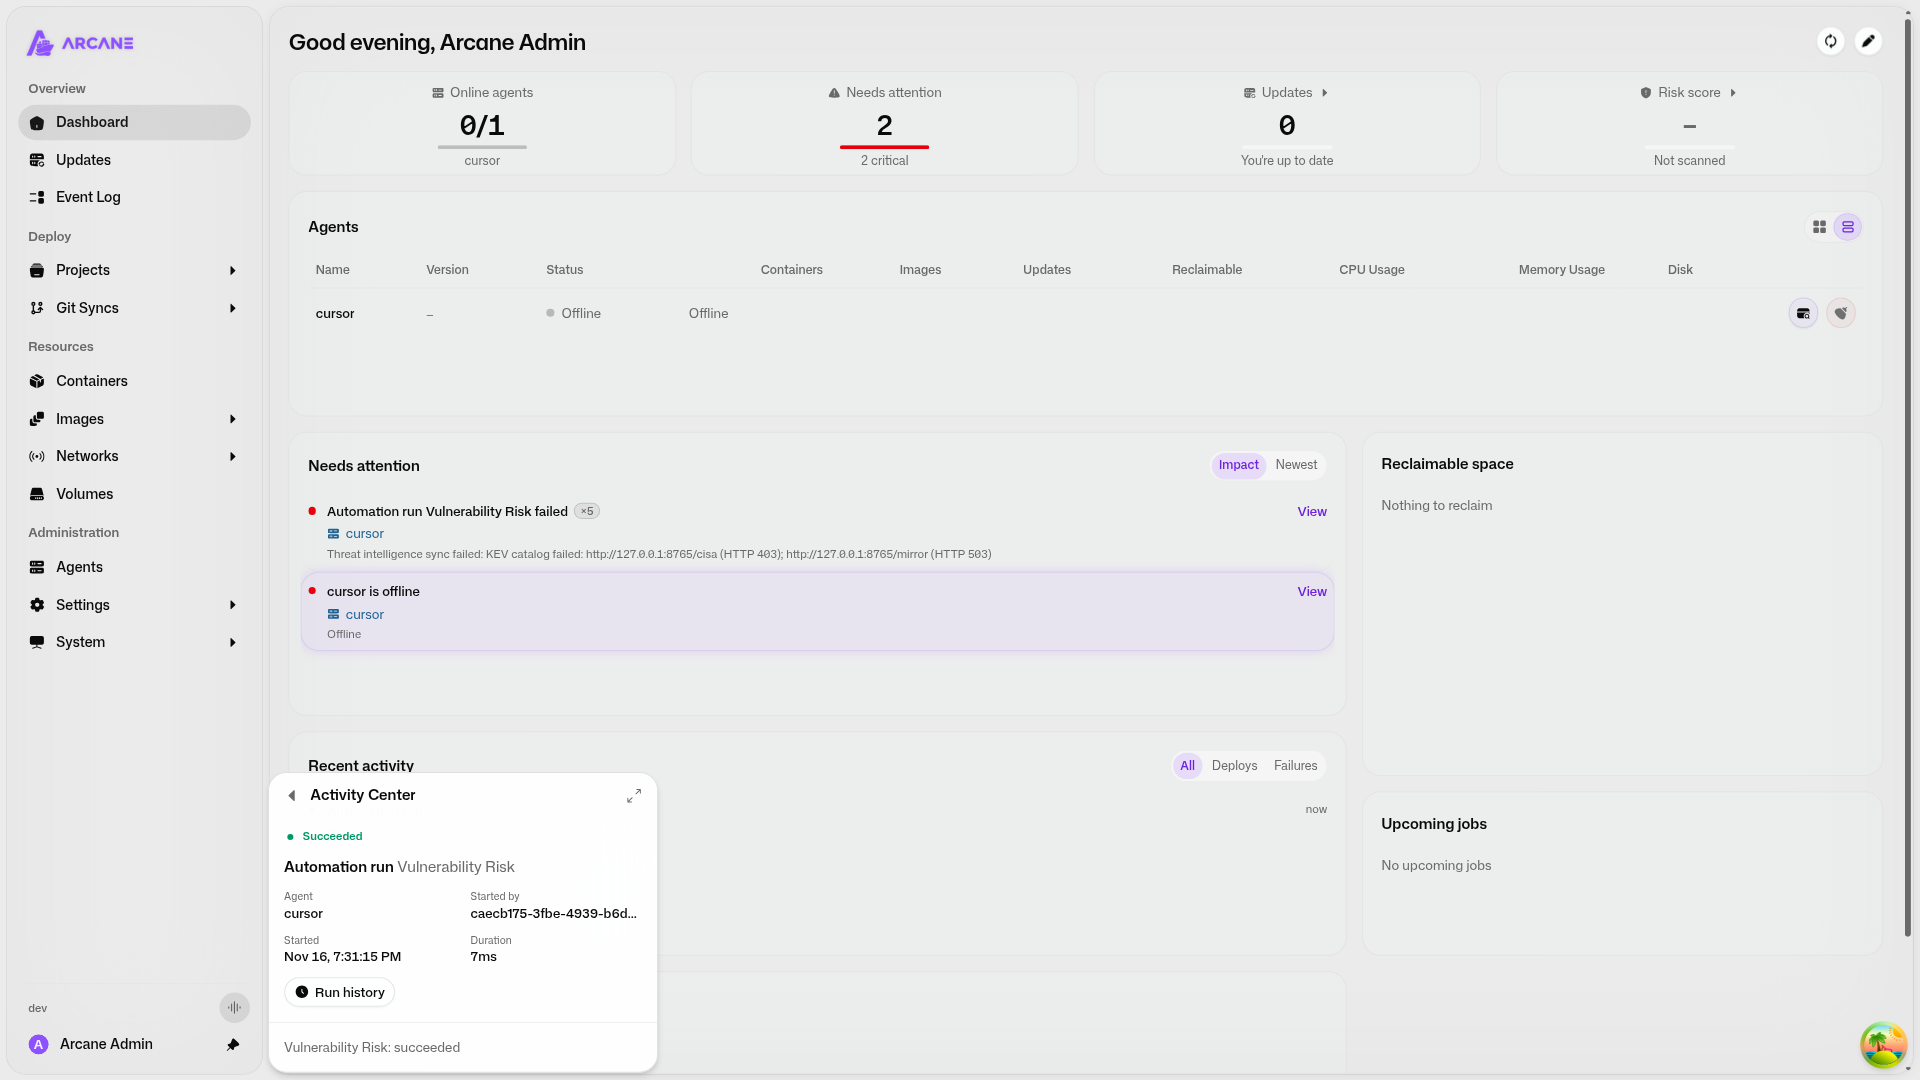 ARCANE
Overview
Dashboard
Updates
Event Log
Deploy
Projects
Git Syncs
Resources
Containers
Images
Networks
Volumes
Administration
Agents
Settings
System
dev
A Arcane Admin
Good evening, Arcane Admin
Online agents
0/1
cursor
Needs attention
2
2 critical
Updates
0
You're up to date
Risk score
–
Not scanned
Agents
Name Version Status Containers Images Updates Reclaimable CPU Usage Memory Usage Disk
cursor – Offline Offline
Needs attention
Impact Newest
Automation run Vulnerability Risk failed ×5 View
cursor
Threat intelligence sync failed: KEV catalog failed: http://127.0.0.1:8765/cisa (HTTP 403); http://127.0.0.1:8765/mirror (HTTP 503)
cursor is offline View
cursor
Offline
Reclaimable space
Nothing to reclaim
Recent activity
All Deploys Failures
now
Upcoming jobs
No upcoming jobs
Activity Center
Succeeded
Automation run Vulnerability Risk
Agent Started by
cursor caecb175-3fbe-4939-b6d...
Started Duration
Nov 16, 7:31:15 PM 7ms
Run history
Vulnerability Risk: succeeded